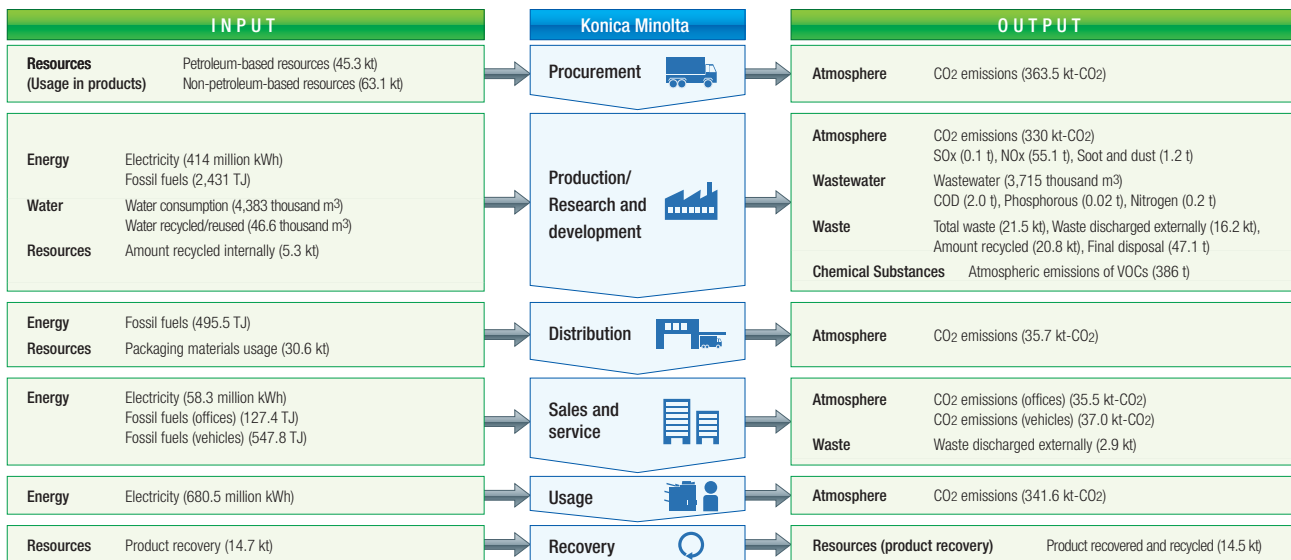 INPUT
Konica Minolta
OUTPUT
Resources
(Usage in products)
Petroleum-based resources (45.3 kt)
Non-petroleum-based resources (63.1 kt)
Procurement
Atmosphere CO2 emissions (363.5 kt-CO2)
Energy Electricity (414 million kWh)
Fossil fuels (2,431 TJ)
Water Water consumption (4,383 thousand m3)
Water recycled/reused (46.6 thousand m3)
Resources Amount recycled internally (5.3 kt)
Production/
Research and
development
Atmosphere CO2 emissions (330 kt-CO2)
SOx (0.1 t), NOx (55.1 t), Soot and dust (1.2 t)
Wastewater Wastewater (3,715 thousand m3)
COD (2.0 t), Phosphorous (0.02 t), Nitrogen (0.2 t)
Waste Total waste (21.5 kt), Waste discharged externally (16.2 kt),
Amount recycled (20.8 kt), Final disposal (47.1 t)
Chemical Substances Atmospheric emissions of VOCs (386 t)
Energy Fossil fuels (495.5 TJ)
Resources Packaging materials usage (30.6 kt)
Distribution
Atmosphere CO2 emissions (35.7 kt-CO2)
Energy Electricity (58.3 million kWh)
Fossil fuels (offices) (127.4 TJ)
Fossil fuels (vehicles) (547.8 TJ)
Sales and
service
Atmosphere CO2 emissions (offices) (35.5 kt-CO2)
CO2 emissions (vehicles) (37.0 kt-CO2)
Waste Waste discharged externally (2.9 kt)
Energy Electricity (680.5 million kWh)
Usage
Atmosphere CO2 emissions (341.6 kt-CO2)
Resources Product recovery (14.7 kt)
Recovery
Resources (product recovery) Product recovered and recycled (14.5 kt)